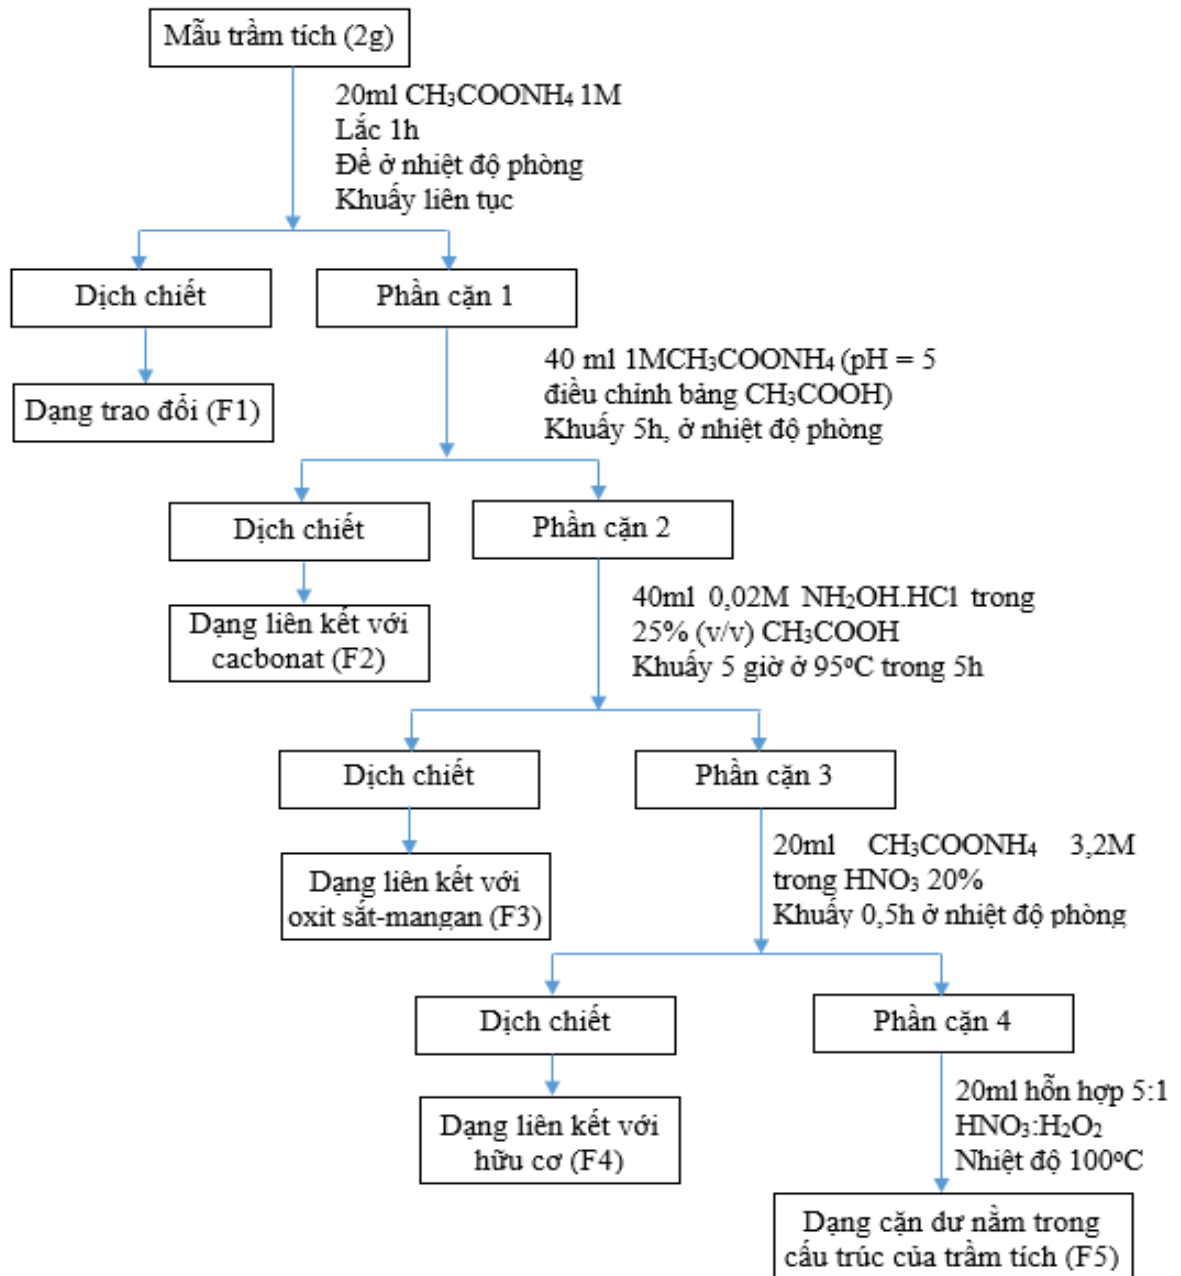 Mẫu trầm tích (2g)
20ml CH₃COONH₄ 1M
Lắc 1h
Để ở nhiệt độ phòng
Khuấy liên tục
Dịch chiết
Phần cặn 1
Dạng trao đổi (F1)
40 ml 1MCH₃COONH₄ (pH = 5
điều chỉnh bảng CH₃COOH)
Khuấy 5h, ở nhiệt độ phòng
Dịch chiết
Phần cặn 2
Dạng liên kết với
cacbonat (F2)
40ml 0,02M NH₂OH.HCl trong
25% (v/v) CH₃COOH
Khuấy 5 giờ ở 95ºC trong 5h
Dịch chiết
Phần cặn 3
Dạng liên kết với
oxit sắt-mangan (F3)
20ml CH₃COONH₄ 3,2M
trong HNO₃ 20%
Khuấy 0,5h ở nhiệt độ phòng
Dịch chiết
Phần cặn 4
Dạng liên kết với
hữu cơ (F4)
20ml hỗn hợp 5:1
HNO₃:H₂O₂
Nhiệt độ 100ºC
Dạng cặn dư nằm trong
cấu trúc của trầm tích (F5)